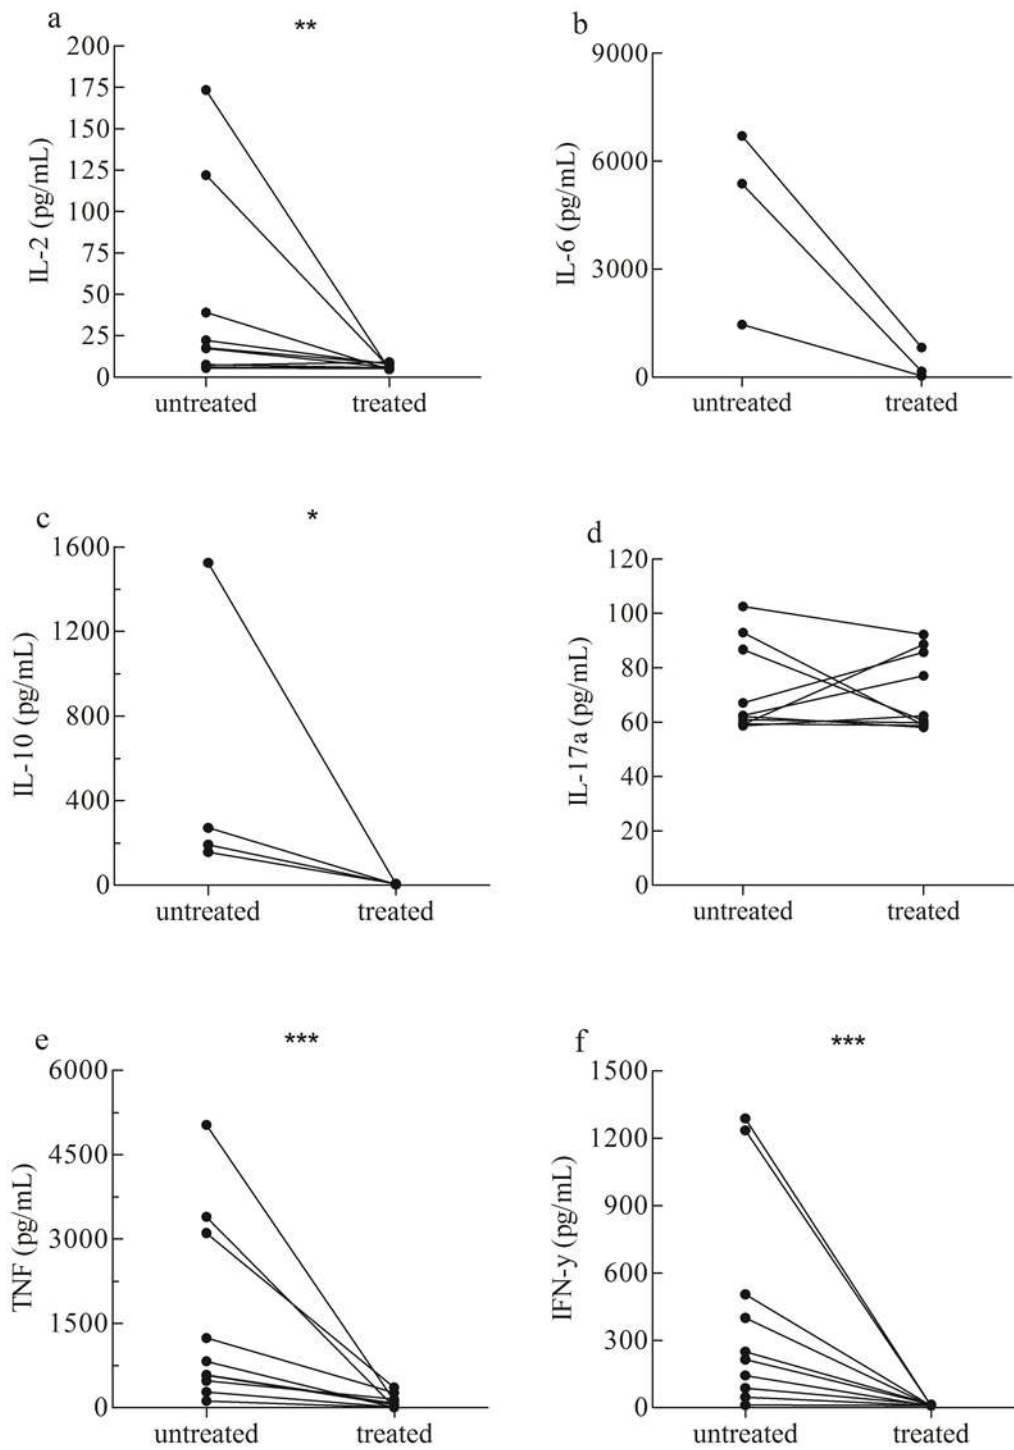 a
**
200
175
150
125
100
75
50
25
0
IL-2 (pg/mL)
untreated treated
b
9000
6000
3000
0
IL-6 (pg/mL)
untreated treated
c
*
1600
1200
800
400
0
IL-10 (pg/mL)
untreated treated
d
120
100
80
60
40
20
0
IL-17a (pg/mL)
untreated treated
e
***
6000
4500
3000
1500
0
TNF (pg/mL)
untreated treated
f
***
1500
1200
900
600
300
0
IFN-y (pg/mL)
untreated treated